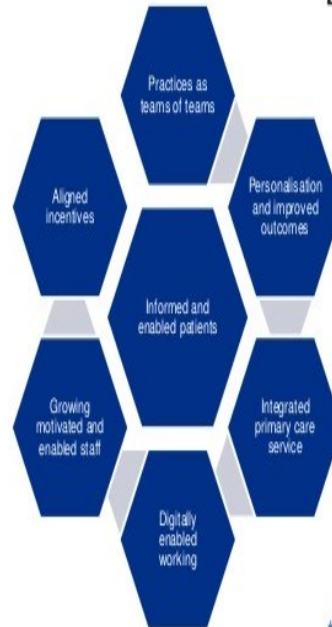 Practices as
teams of teams
Aligned
incentives
Personalisation
and improved
outcomes
Informed and
enabled patients
Growing
motivated and
enabled staff
Integrated
primary care
service
Digitally
enabled
working